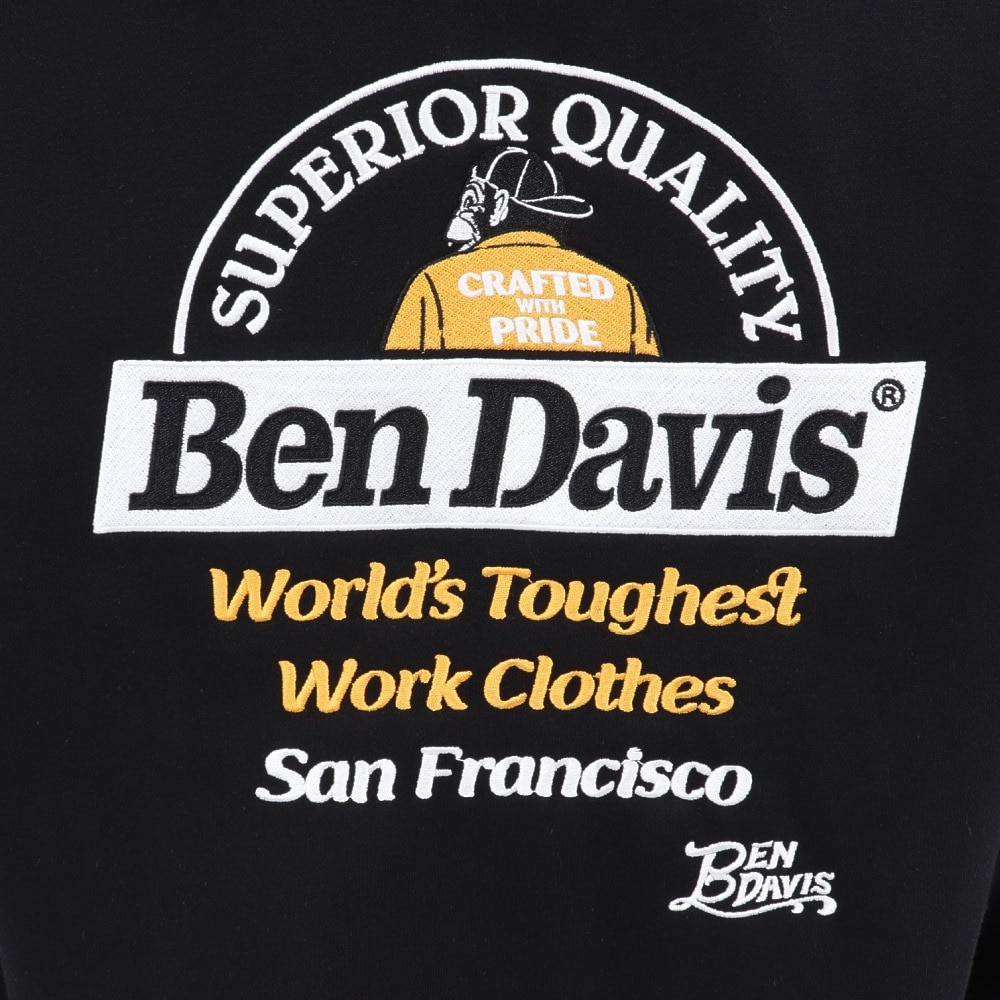 SUPERIOR QUALITY
CRAFTED
WITH
PRIDE
Ben Davis®
World's Toughest
Work Clothes
San Francisco
BEN
DAVIS